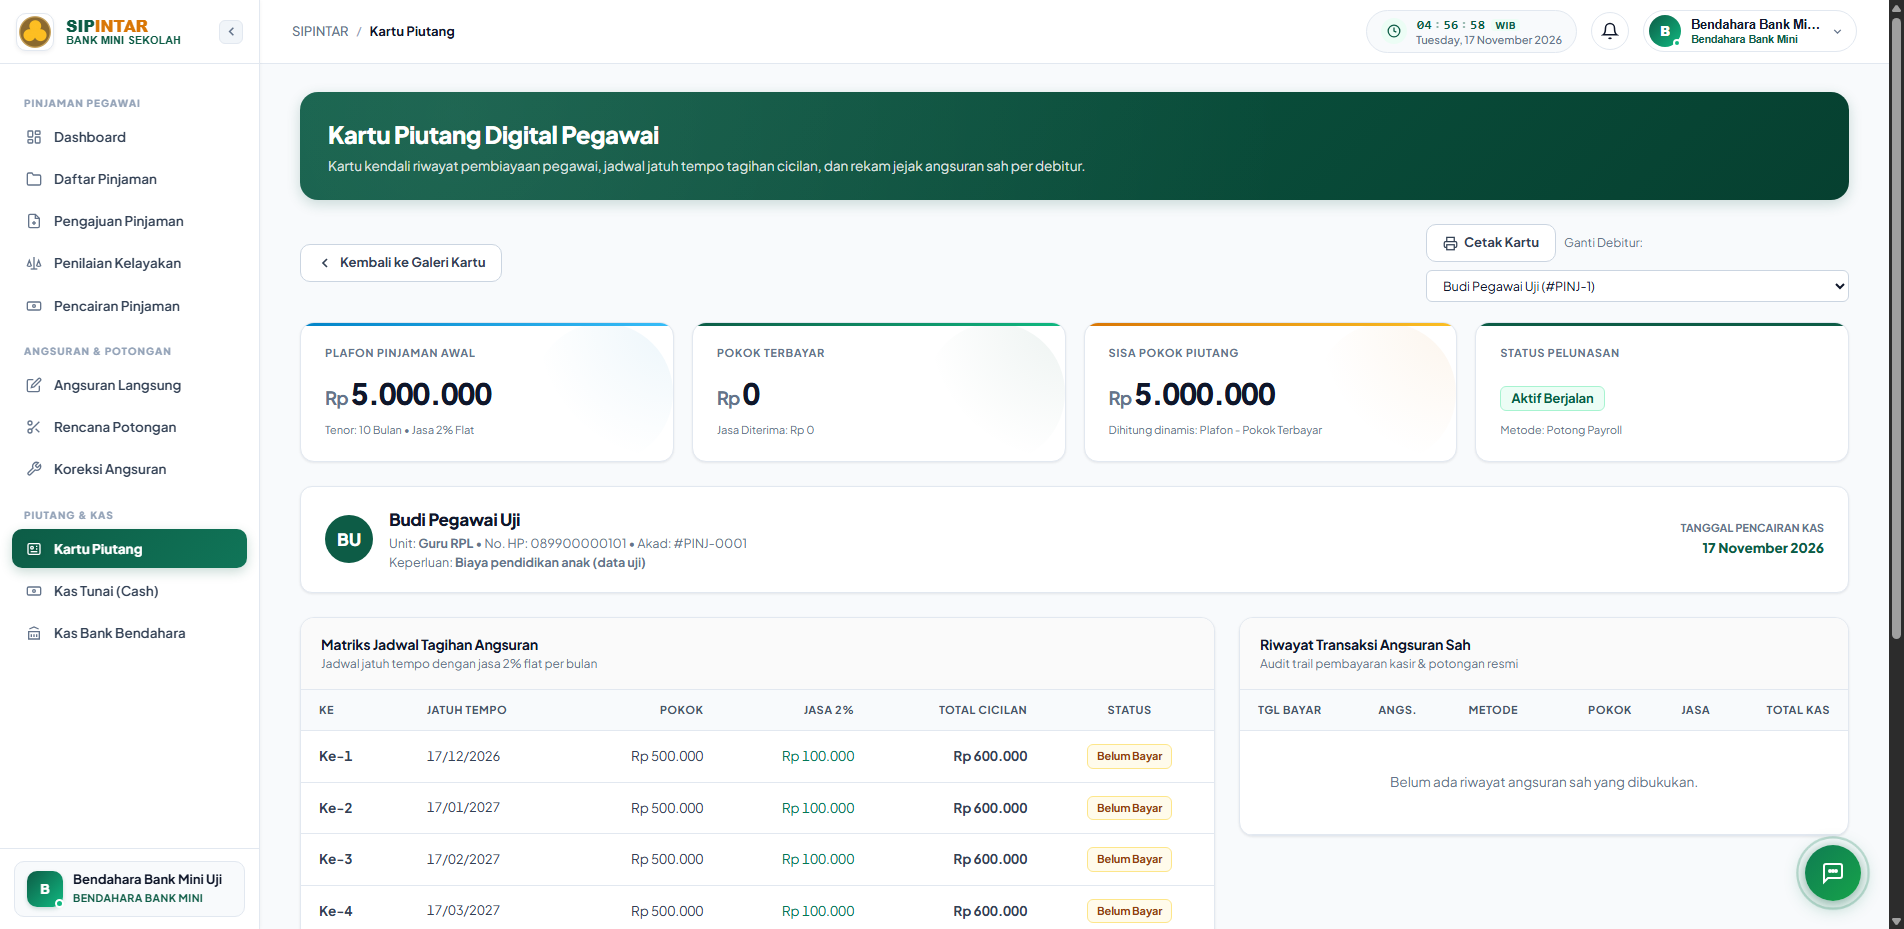 SIPINTAR
BANK MINI SEKOLAH
SIPINTAR / Kartu Piutang
04 : 56 : 58 WIB
Tuesday, 17 November 2026
B
Bendahara Bank Mi...
Bendahara Bank Mini
PINJAMAN PEGAWAI
Dashboard
Daftar Pinjaman
Pengajuan Pinjaman
Penilaian Kelayakan
Pencairan Pinjaman
ANGSURAN & POTONGAN
Angsuran Langsung
Rencana Potongan
Koreksi Angsuran
PIUTANG & KAS
Kartu Piutang
Kas Tunai (Cash)
Kas Bank Bendahara
B
Bendahara Bank Mini Uji
BENDAHARA BANK MINI
Kartu Piutang Digital Pegawai
Kartu kendali riwayat pembiayaan pegawai, jadwal jatuh tempo tagihan cicilan, dan rekam jejak angsuran sah per debitur.
Kembali ke Galeri Kartu
Cetak Kartu
Ganti Debitur:
Budi Pegawai Uji (#PINJ-1)
PLAFON PINJAMAN AWAL
Rp 5.000.000
Tenor: 10 Bulan • Jasa 2% Flat
POKOK TERBAYAR
Rp 0
Jasa Diterima: Rp 0
SISA POKOK PIUTANG
Rp 5.000.000
Dihitung dinamis: Plafon - Pokok Terbayar
STATUS PELUNASAN
Aktif Berjalan
Metode: Potong Payroll
BU
Budi Pegawai Uji
Unit: Guru RPL • No. HP: 089900000101 • Akad: #PINJ-0001
Keperluan: Biaya pendidikan anak (data uji)
TANGGAL PENCAIRAN KAS
17 November 2026
Matriks Jadwal Tagihan Angsuran
Jadwal jatuh tempo dengan jasa 2% flat per bulan
KE JATUH TEMPO POKOK JASA 2% TOTAL CICILAN STATUS
Ke-1 17/12/2026 Rp 500.000 Rp 100.000 Rp 600.000 Belum Bayar
Ke-2 17/01/2027 Rp 500.000 Rp 100.000 Rp 600.000 Belum Bayar
Ke-3 17/02/2027 Rp 500.000 Rp 100.000 Rp 600.000 Belum Bayar
Ke-4 17/03/2027 Rp 500.000 Rp 100.000 Rp 600.000 Belum Bayar
Riwayat Transaksi Angsuran Sah
Audit trail pembayaran kasir & potongan resmi
TGL BAYAR ANGS. METODE POKOK JASA TOTAL KAS
Belum ada riwayat angsuran sah yang dibukukan.